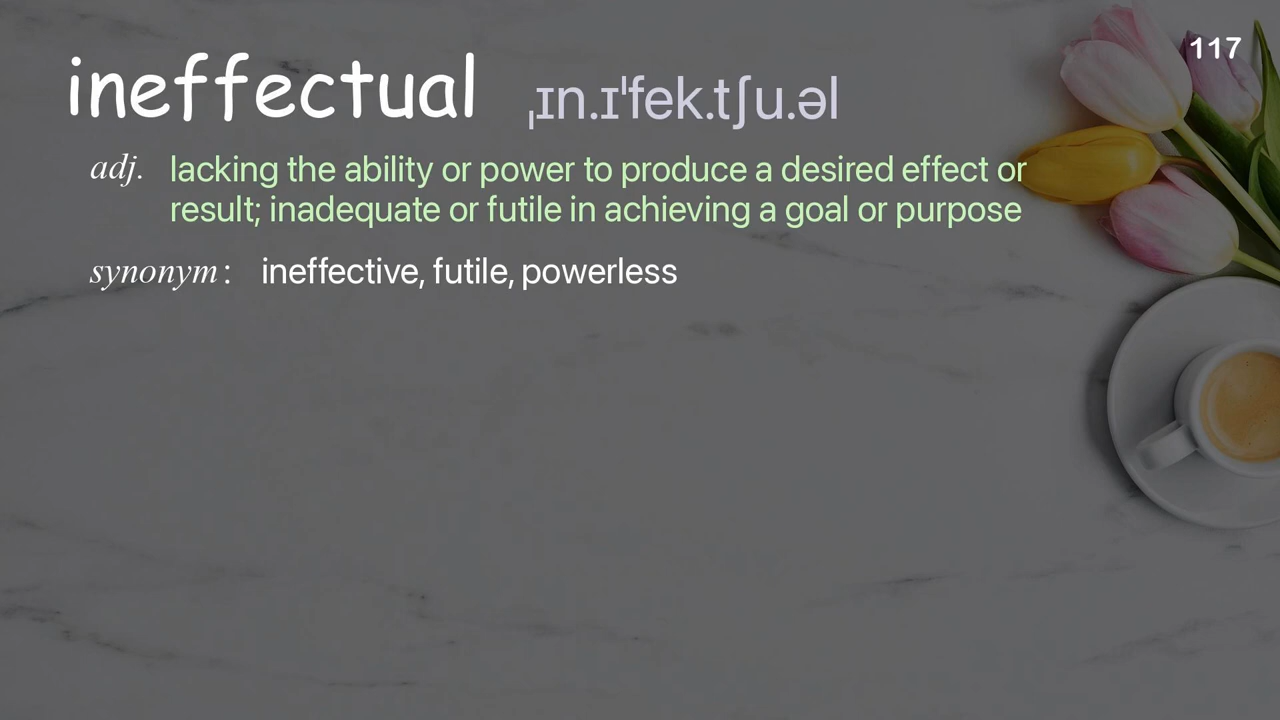 117
ineffectual ˌɪn.ɪˈfek.tʃu.əl
adj. lacking the ability or power to produce a desired effect or
result; inadequate or futile in achieving a goal or purpose
synonym: ineffective, futile, powerless